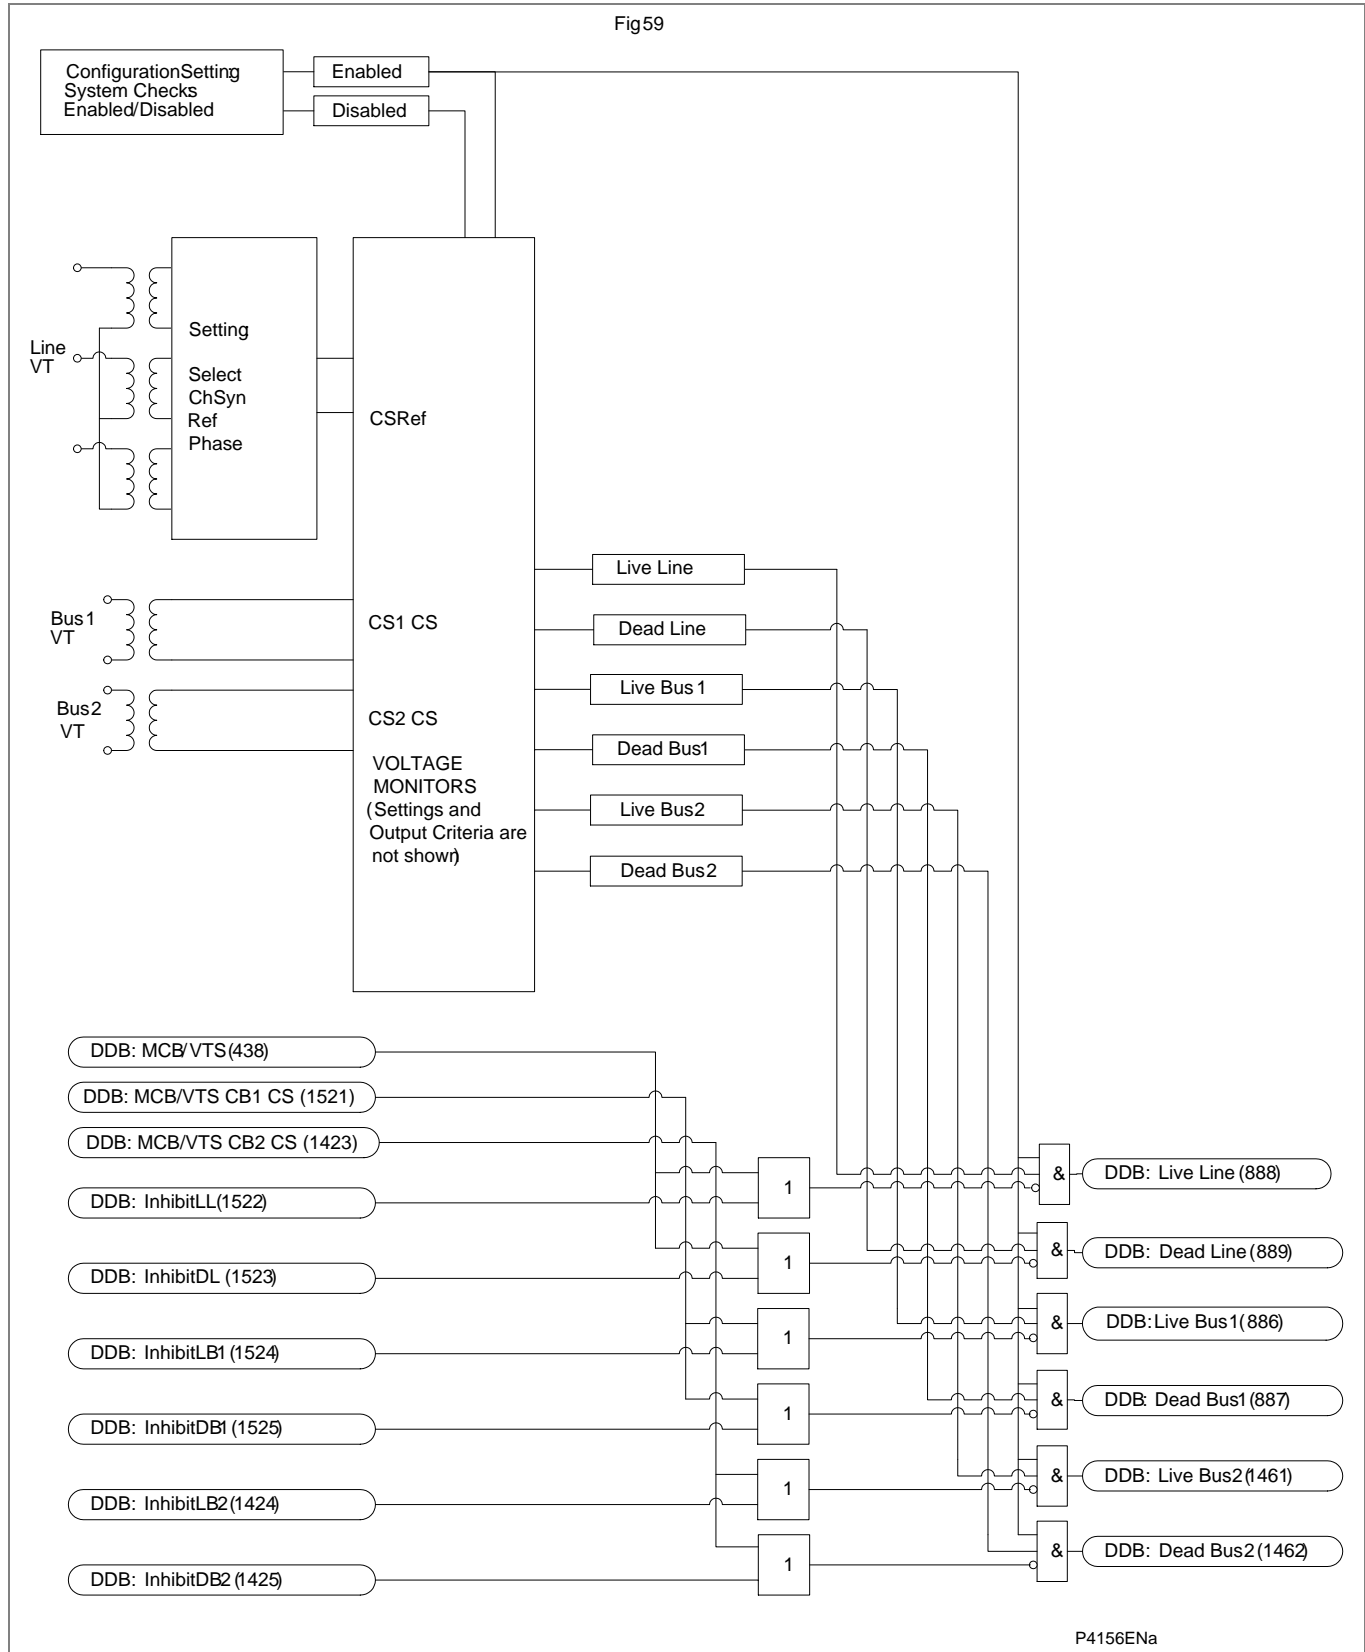 Fig59
ConfigurationSetting
System Checks
Enabled/Disabled
Enabled
Disabled
Line
VT
Setting
Select
ChSyn
Ref
Phase
CSRef
Bus1
VT
CS1 CS
Bus2
VT
CS2 CS
VOLTAGE
MONITORS
(Settings and
Output Criteria are
not shown)
Live Line
Dead Line
Live Bus1
Dead Bus1
Live Bus2
Dead Bus2
DDB: MCB/VTS(438)
DDB: MCB/VTS CB1 CS (1521)
DDB: MCB/VTS CB2 CS (1423)
DDB: InhibitLL(1522)
DDB: InhibitDL (1523)
DDB: InhibitLB1(1524)
DDB: InhibitDB1(1525)
DDB: InhibitLB2(1424)
DDB: InhibitDB2(1425)
1
1
1
1
1
1
&
&
&
&
&
&
DDB: Live Line(888)
DDB: Dead Line(889)
DDB:Live Bus1(886)
DDB: Dead Bus1(887)
DDB: Live Bus2(1461)
DDB: Dead Bus2(1462)
P4156ENa